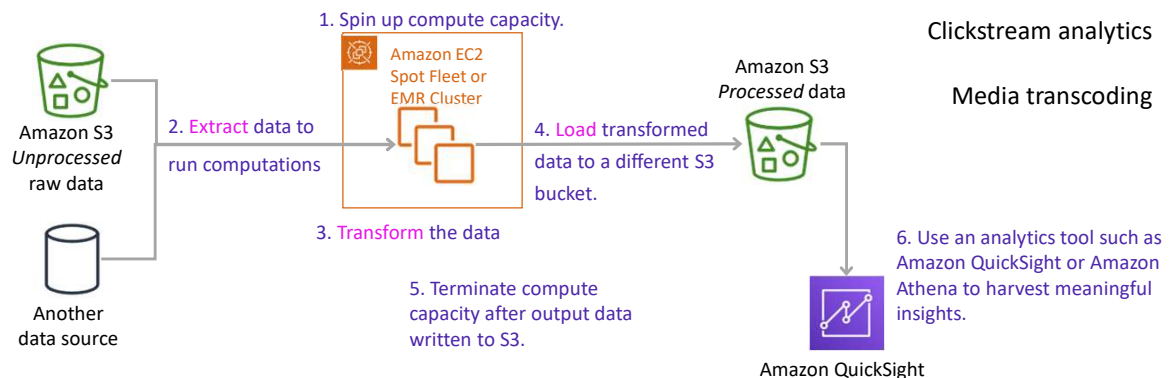 1. Spin up compute capacity.
Clickstream analytics
Media transcoding
Amazon EC2
Spot Fleet or
EMR Cluster
Amazon S3
Processed data
Amazon S3
Unprocessed
raw data
2. Extract data to
run computations
4. Load transformed
data to a different S3
bucket.
3. Transform the data
Another
data source
5. Terminate compute
capacity after output data
written to S3.
6. Use an analytics tool such as
Amazon QuickSight or Amazon
Athena to harvest meaningful
insights.
Amazon QuickSight